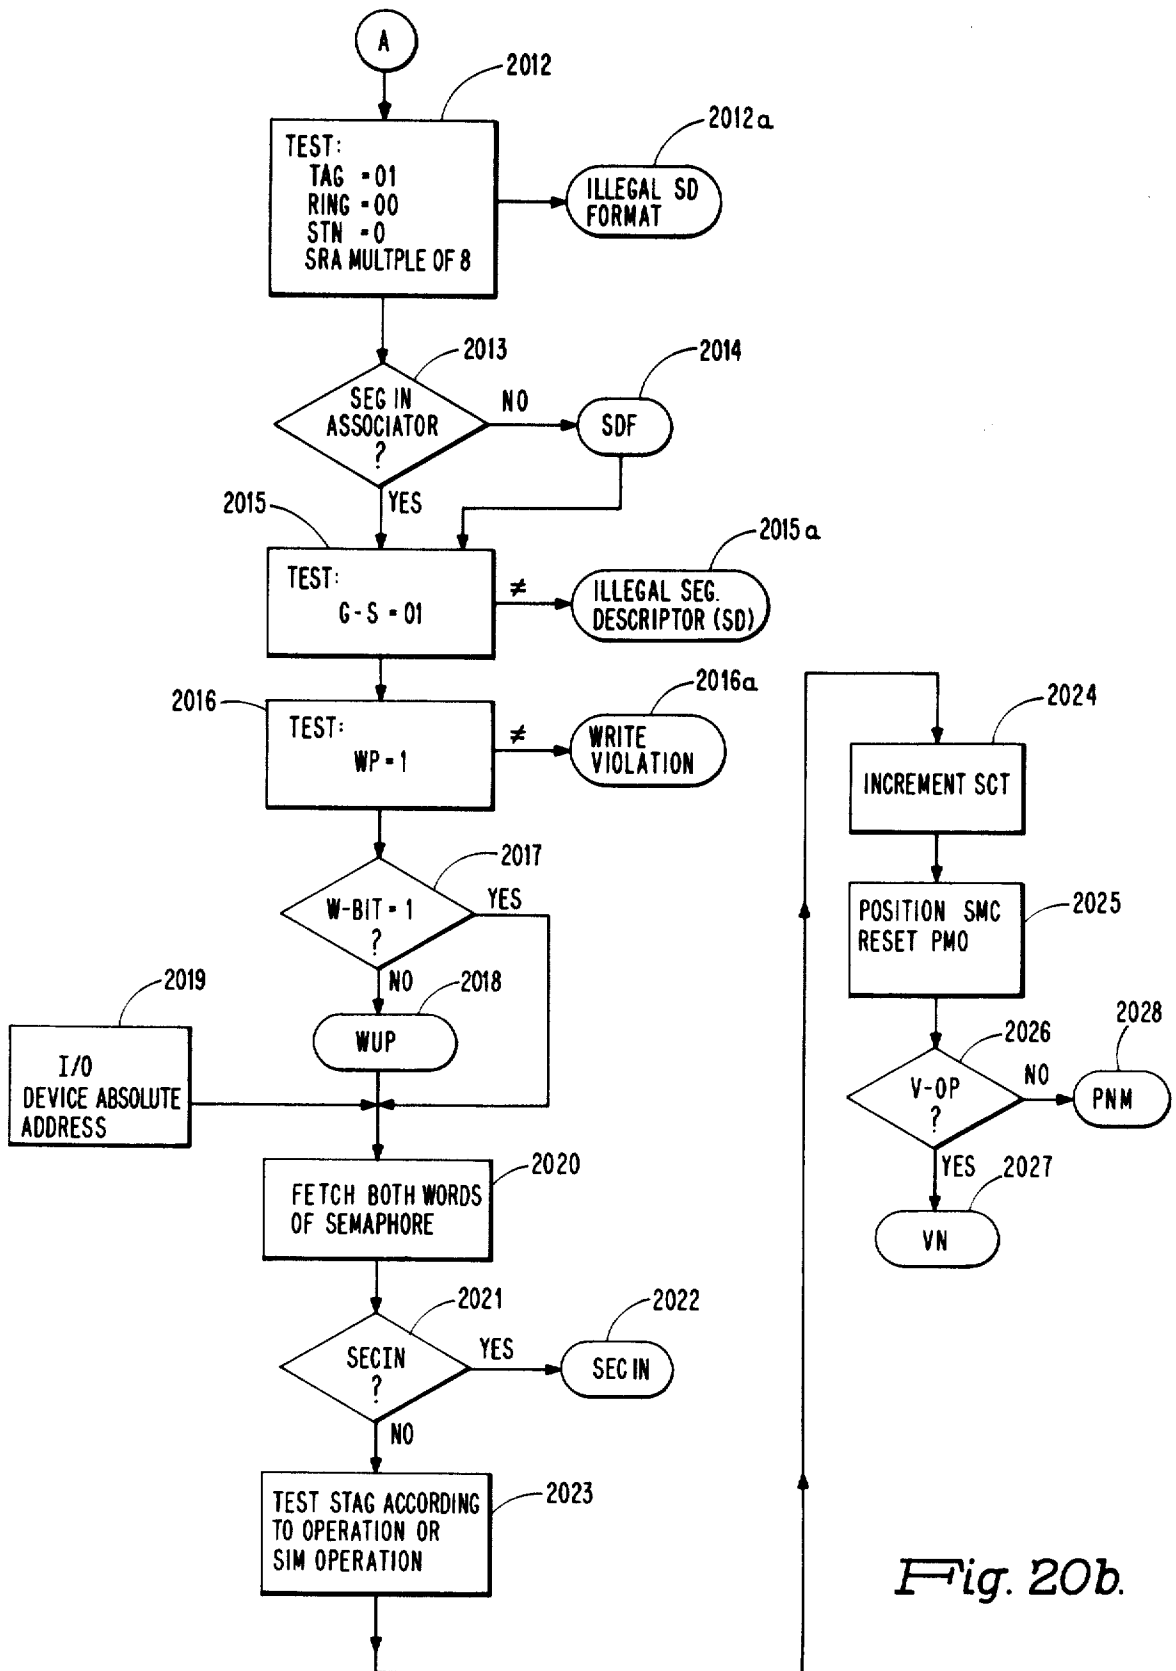 A
2012
TEST:
TAG =01
RING =00
STN =0
SRA MULTPLE OF 8
2012a
ILLEGAL SD
FORMAT
2013
SEG IN
ASSOCIATOR
?
NO
YES
2014
SDF
2015
TEST:
G-S = 01
≠
2015a
ILLEGAL SEG.
DESCRIPTOR (SD)
2016
TEST:
WP = 1
≠
2016a
WRITE
VIOLATION
2017
W-BIT = 1
?
YES
NO
2018
WUP
2019
I/O
DEVICE ABSOLUTE
ADDRESS
2020
FETCH BOTH WORDS
OF SEMAPHORE
2021
SECIN
?
YES
NO
2022
SECIN
2023
TEST STAG ACCORDING
TO OPERATION OR
SIM OPERATION
2024
INCREMENT SCT
2025
POSITION SMC
RESET PMO
2026
V-OP
?
NO
YES
2028
PNM
2027
VN
Fig. 20b.